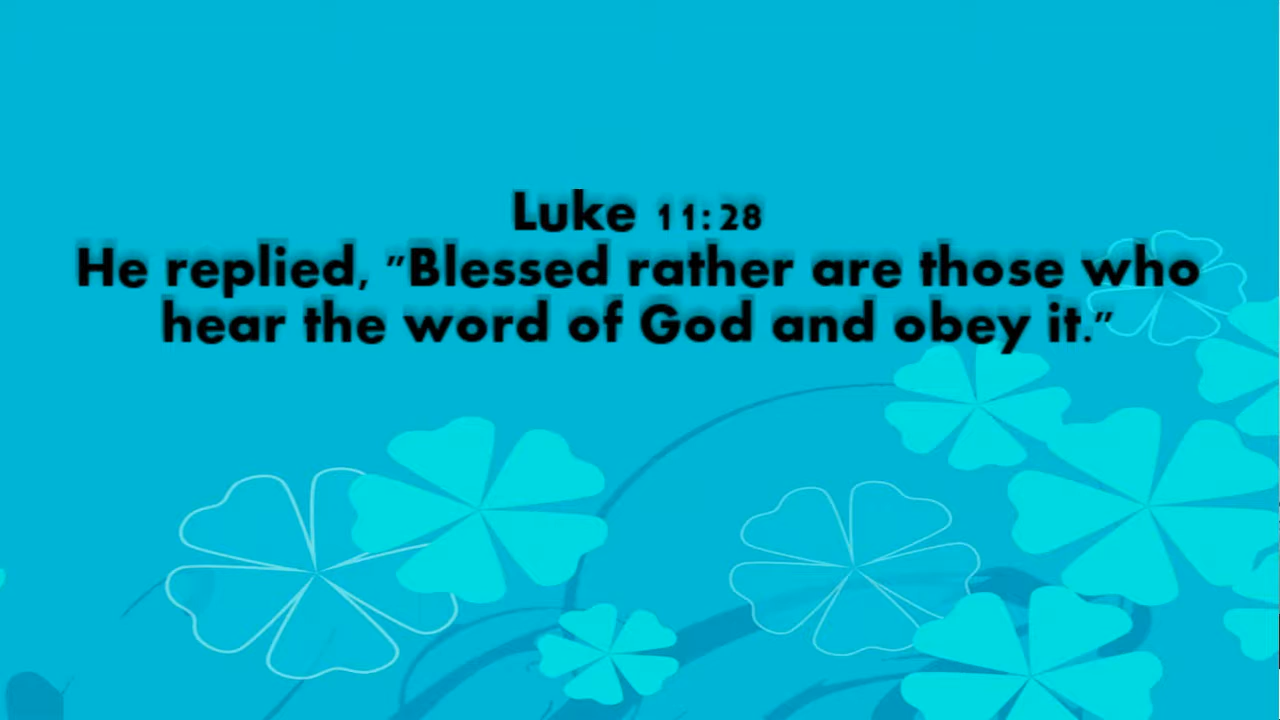 Luke 11:28
He replied, "Blessed rather are those who
hear the word of God and obey it."